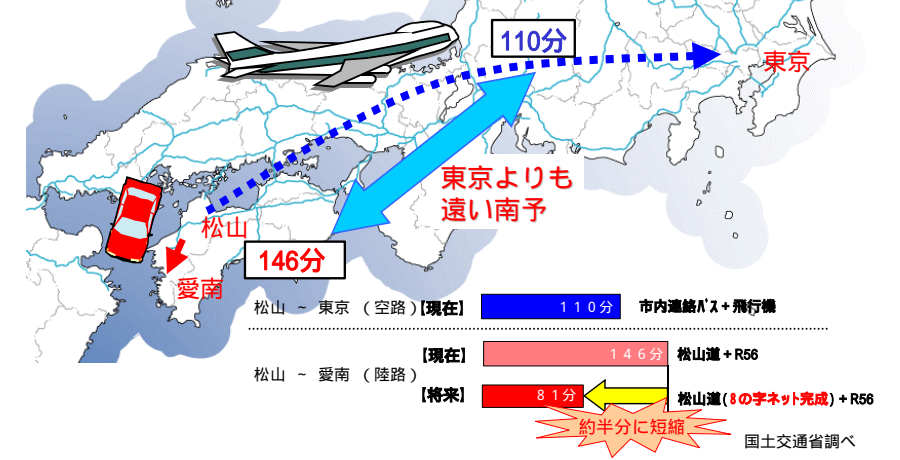 110分
東京
東京よりも
遠い南予
松山
146分
愛南
松山 ~ 東京 (空路)【現在】 110分 市内連絡ﾊﾞｽ+飛行機
【現在】 146分 松山道+R56
松山 ~ 愛南 (陸路)
【将来】 81分 松山道(8の字ネット完成)+R56
約半分に短縮
国土交通省調べ